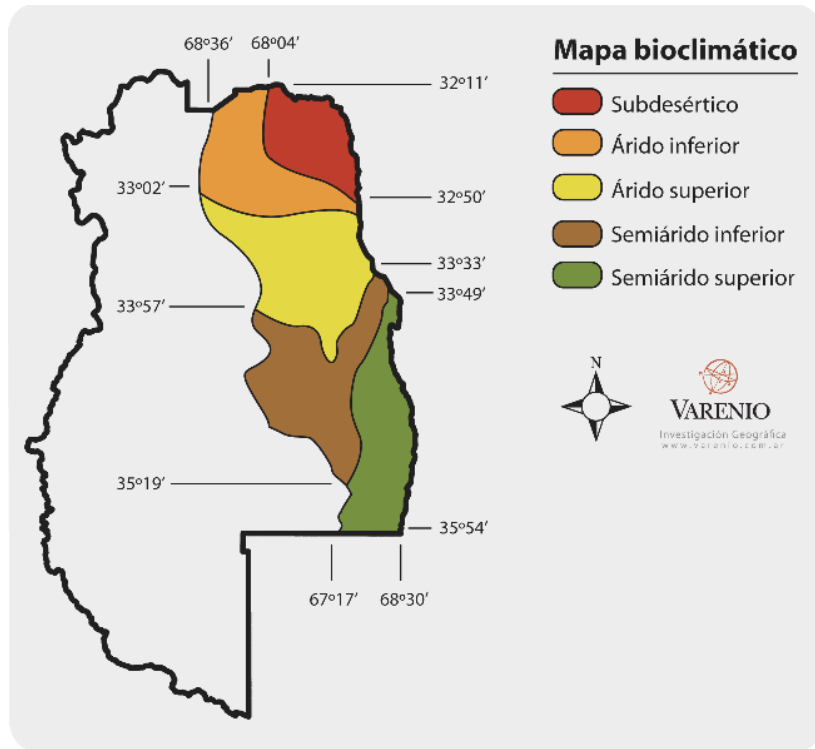 68º36’ 68º04’
32º11’
33º02’
32º50’
33º33’
33º49’
33º57’
35º19’
35º54’
67º17’ 68º30’
Mapa bioclimático
Subdesértico
Árido inferior
Árido superior
Semiárido inferior
Semiárido superior
N
VARENIO
Investigación Geográfica
www.varenio.com.ar